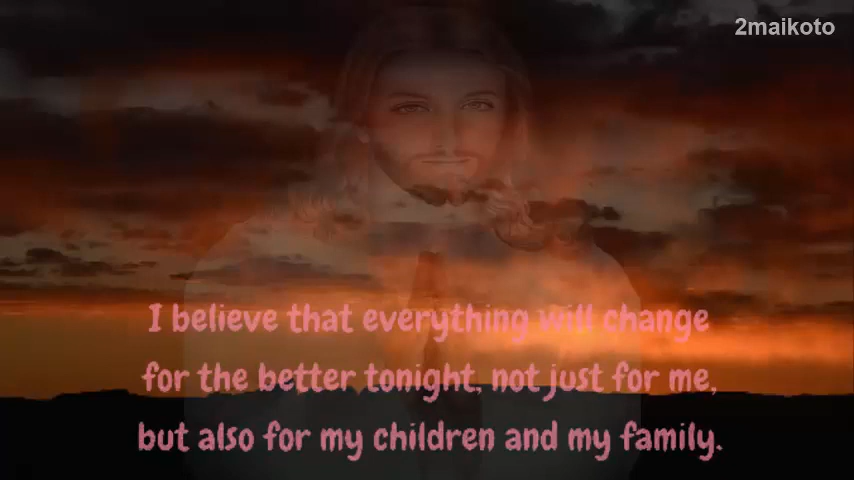 2maikoto
I believe that everything will change
for the better tonight, not just for me,
but also for my children and my family.